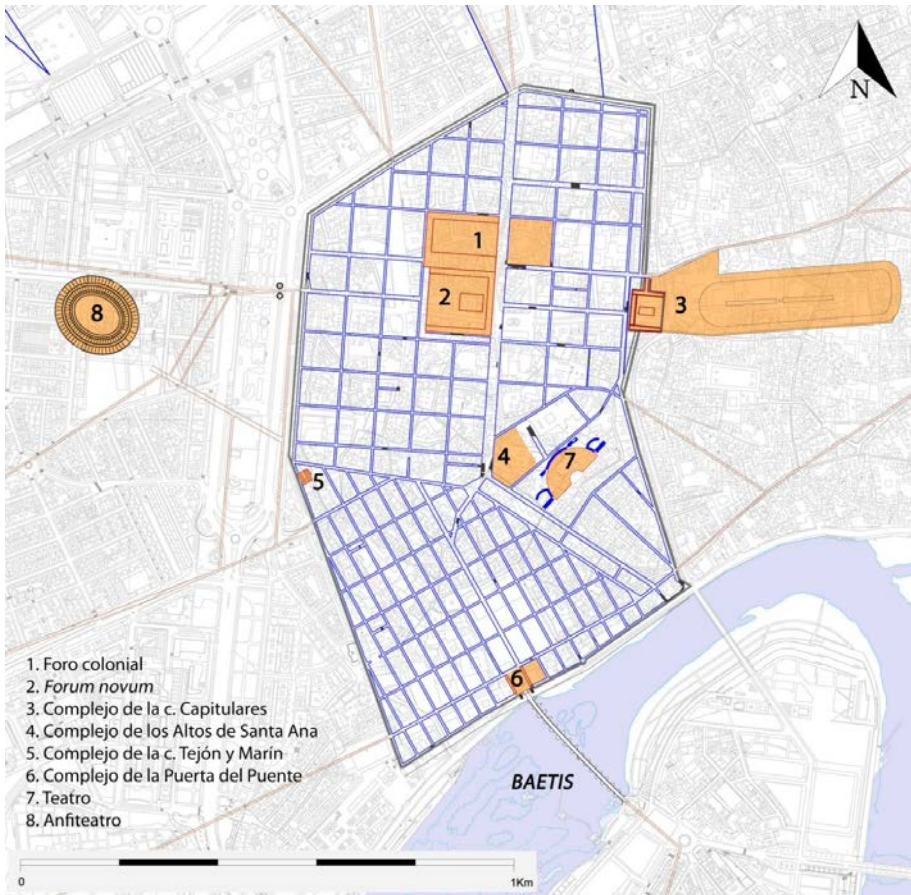 N
1
2
3
4
5
6
7
8
BAETIS
1. Foro colonial
2. Forum novum
3. Complejo de la c. Capitulares
4. Complejo de los Altos de Santa Ana
5. Complejo de la c. Tejón y Marín
6. Complejo de la Puerta del Puente
7. Teatro
8. Anfiteatro
0
1Km